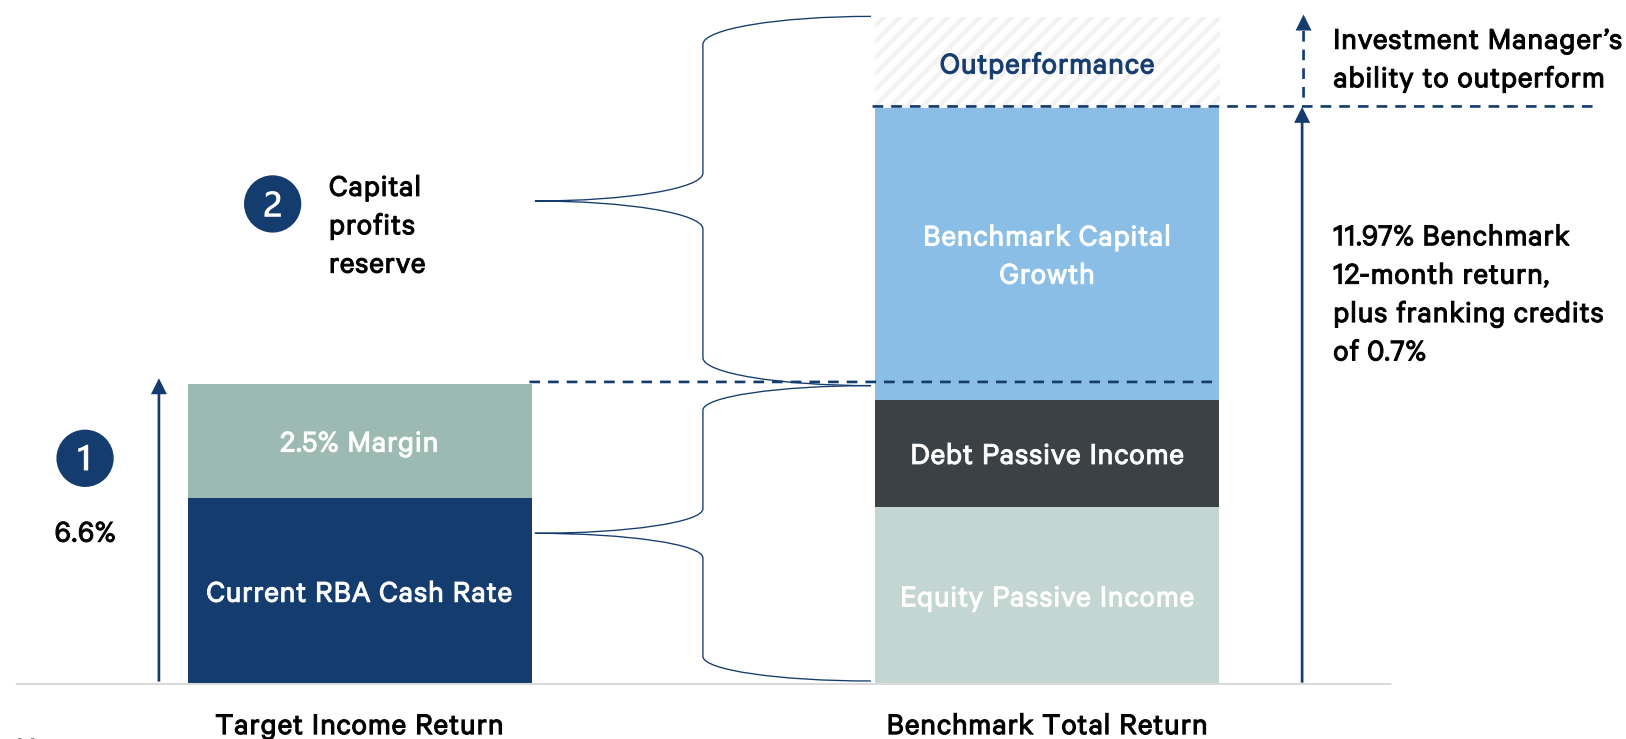 Outperformance
Investment Manager’s
ability to outperform
2
Capital
profits
reserve
Benchmark Capital
Growth
11.97% Benchmark
12-month return,
plus franking credits
of 0.7%
1
6.6%
2.5% Margin
Current RBA Cash Rate
Debt Passive Income
Equity Passive Income
Target Income Return
Benchmark Total Return